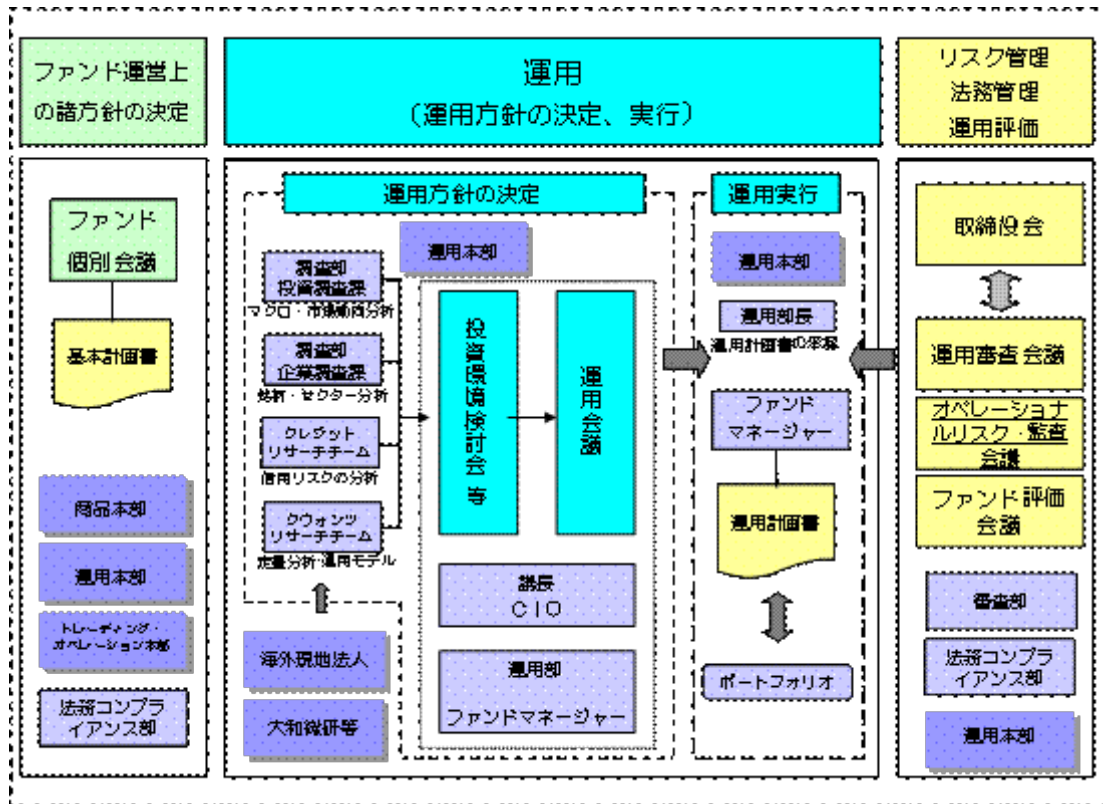 ファンド運営上
の諸方針の決定
運用
(運用方針の決定、実行)
リスク管理
法務管理
運用評価
ファンド
個別会議
基本計画書
商品本部
運用本部
トレーディング・
オペレーション本部
法務コンプラ
イアンス部
運用方針の決定
運用本部
調査部
投資調査課
マクロ・市場動向分析
調査部
企業調査課
銘柄・セクター分析
クレジット
リサーチチーム
信用リスクの分析
クウォンツ
リサーチチーム
定量分析・運用モデル
海外現地法人
大和総研等
投資環境検討会 等
運用会議
議長
CIO
運用部
ファンドマネージャー
運用実行
運用本部
運用部長
運用計画書の承認
ファンド
マネージャー
運用計画書
ポートフォリオ
取締役会
運用審査会議
オペレーショナ
ルリスク・監査
会議
ファンド評価
会議
審査部
法務コンプラ
イアンス部
運用本部